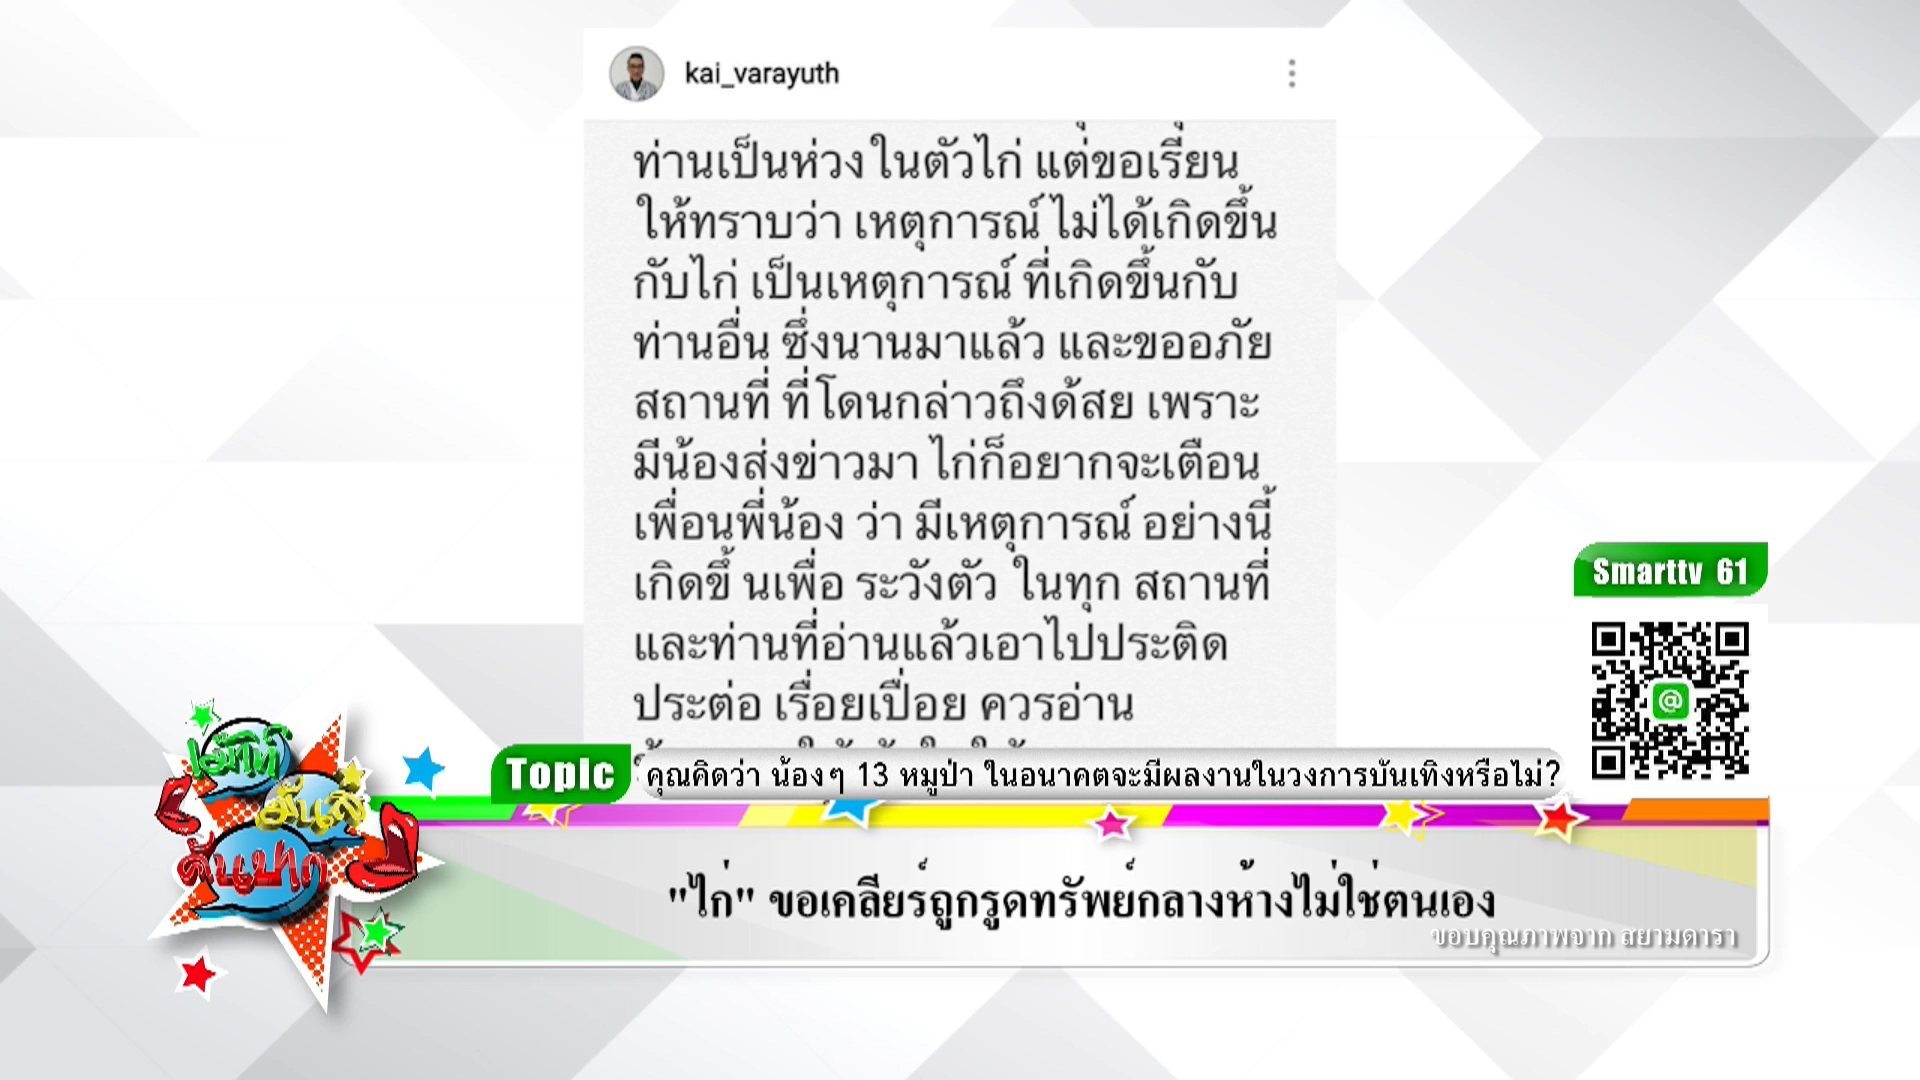 kai_varayuth
ท่านเป็นห่วง ในตัวไก่ แต่ขอเรียน
ให้ทราบว่า เหตุการณ์ ไม่ได้เกิดขึ้น
กับไก่ เป็นเหตุการณ์ ที่เกิดขึ้นกับ
ท่านอื่น ซึ่งนานมาแล้ว และขออภัย
สถานที่ ที่โดนกล่าวถึงด้สย เพราะ
มีน้องส่งข่าวมา ไก่ก็อยากจะเตือน
เพื่อนพี่น้อง ว่า มีเหตุการณ์ อย่างนี้
เกิดขึ้ นเพื่อ ระวังตัว ในทุก สถานที่
และท่านที่อ่านแล้วเอาไปประติด
ประต่อ เรื่อยเปื่อย ควรอ่าน
Smarttv 61
Topic
คุณคิดว่า น้องๆ 13 หมูป่า ในอนาคตจะมีผลงานในวงการบันเทิงหรือไม่?
เม้าท์
มันส์
คันปาก
"ไก่" ขอเคลียร์ถูกรูดทรัพย์กลางห้างไม่ใช่ตนเอง
ขอบคุณภาพจาก สยามดารา